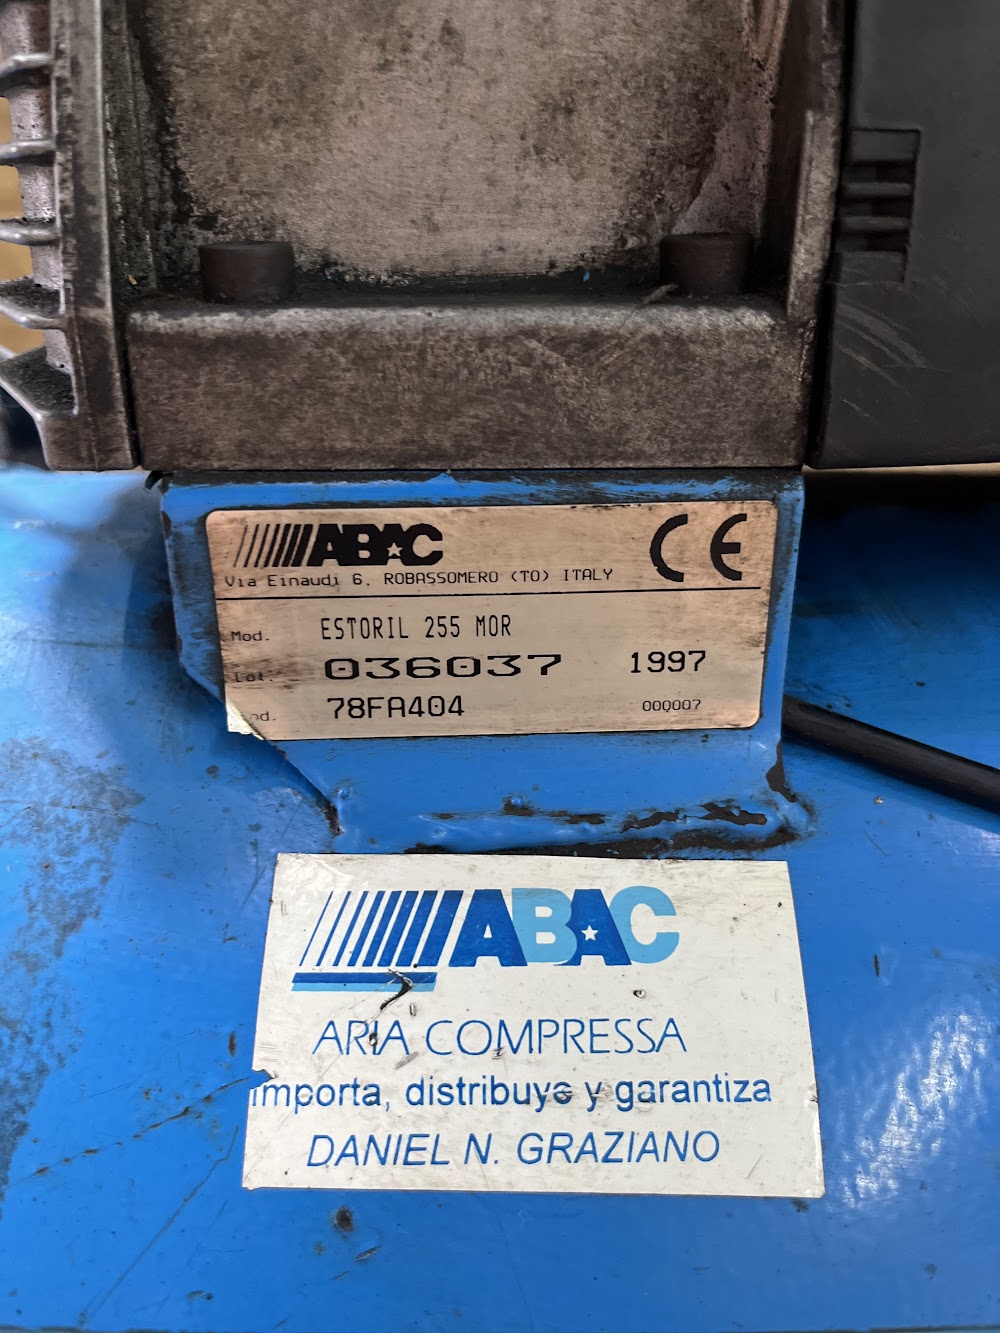 ABAC CE
Via Einaudi 6. ROBASSOMERO (TO) ITALY
Mod. ESTORIL 255 MOR
Lot. 036037 1997
78FA404 000007
ABAC
ARIA COMPRESSA
importa, distribuye y garantiza
DANIEL N. GRAZIANO